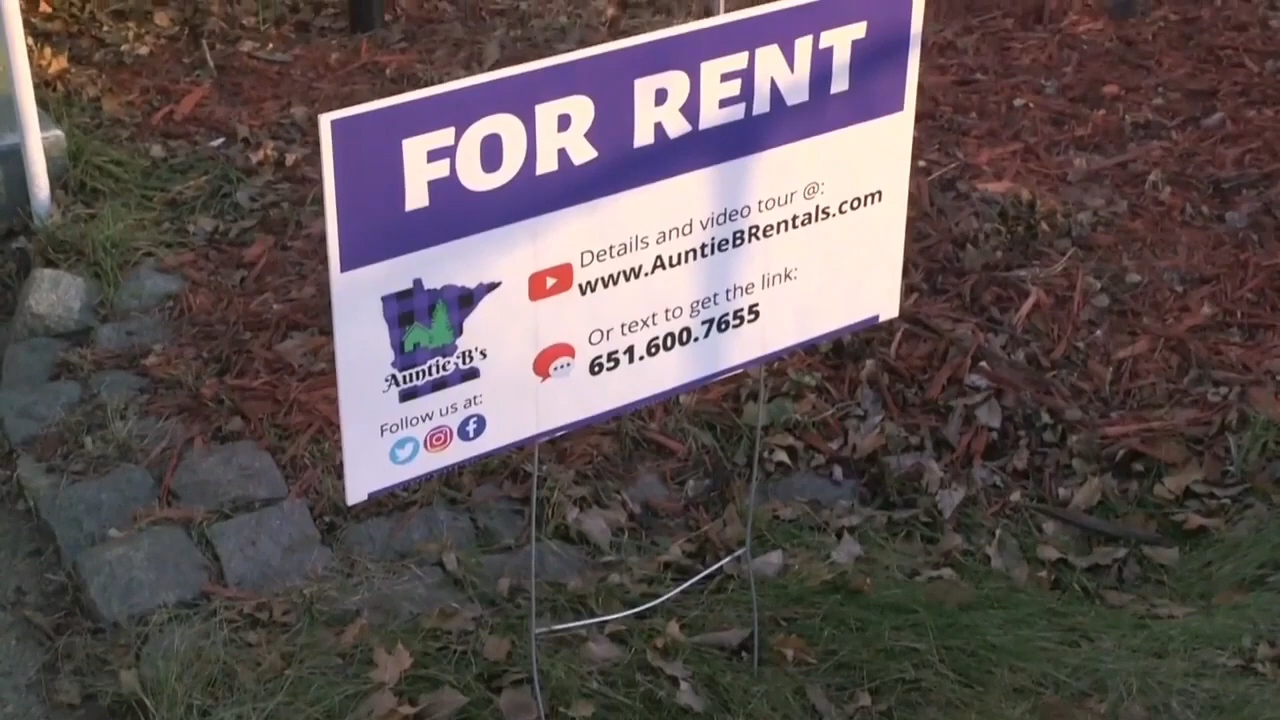 FOR RENT
Details and video tour @:
www.AuntieBRentals.com
Or text to get the link:
651.600.7655
Auntie B's
Follow us at: